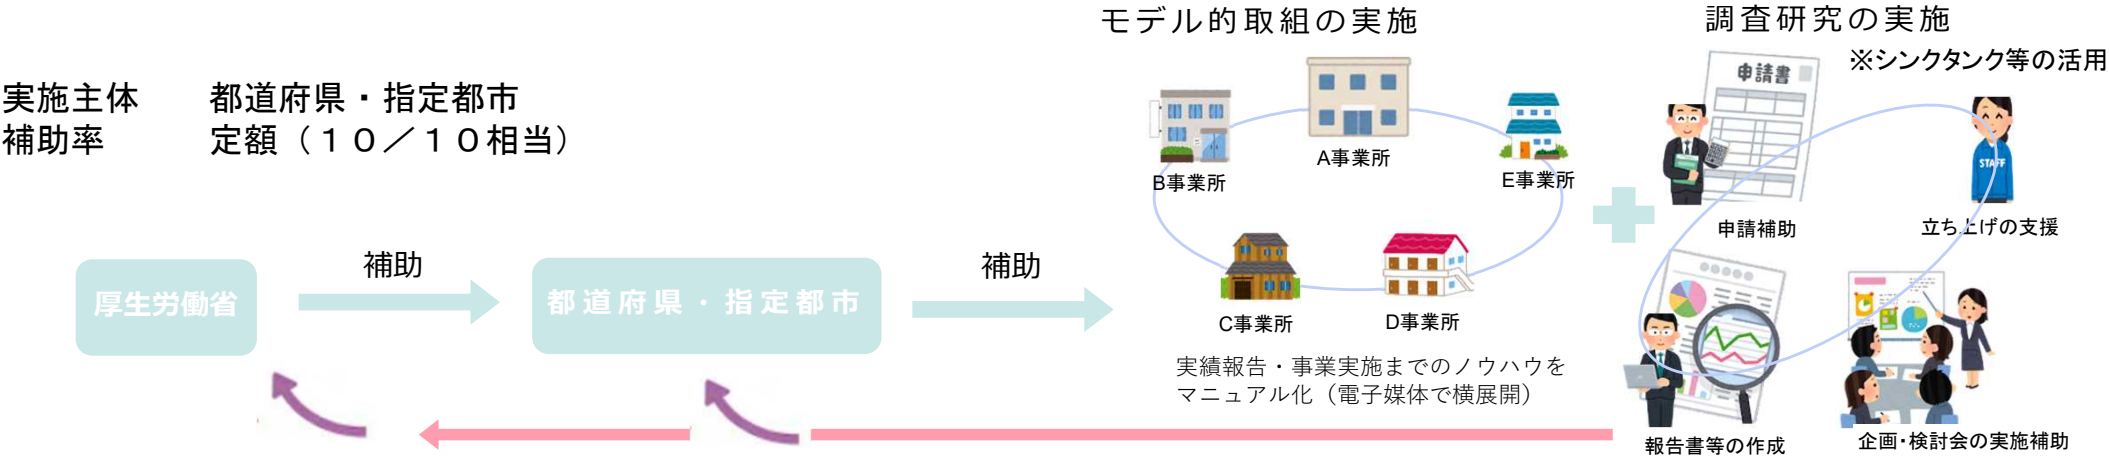 実施主体　　都道府県・指定都市
補助率　　　定額（１０／１０相当）
厚生労働省
補助
都道府県・指定都市
補助
モデル的取組の実施
A事業所
B事業所
E事業所
C事業所
D事業所
実績報告・事業実施までのノウハウを
マニュアル化（電子媒体で横展開）
調査研究の実施
※シンクタンク等の活用
申請書
STAFF
申請補助
立ち上げの支援
報告書等の作成
企画・検討会の実施補助